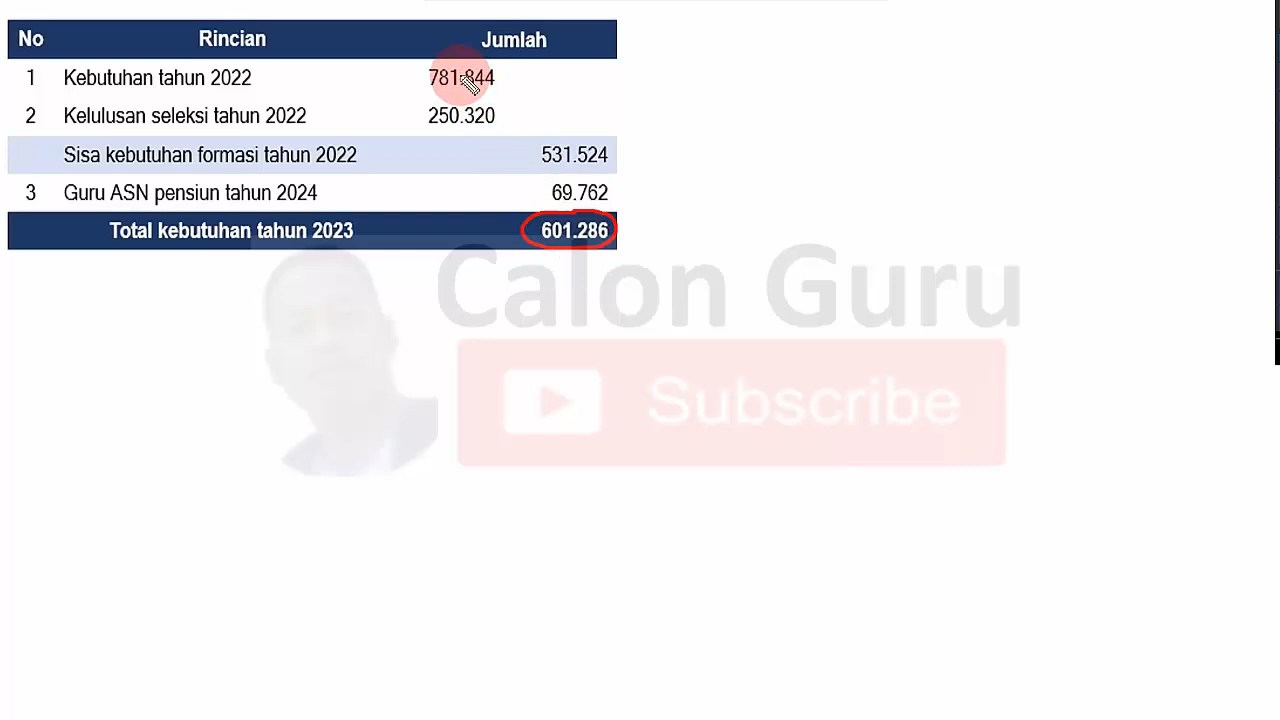 No Rincian Jumlah
1 Kebutuhan tahun 2022 781.844
2 Kelulusan seleksi tahun 2022 250.320
Sisa kebutuhan formasi tahun 2022 531.524
3 Guru ASN pensiun tahun 2024 69.762
Total kebutuhan tahun 2023 601.286
Calon Guru
Subscribe